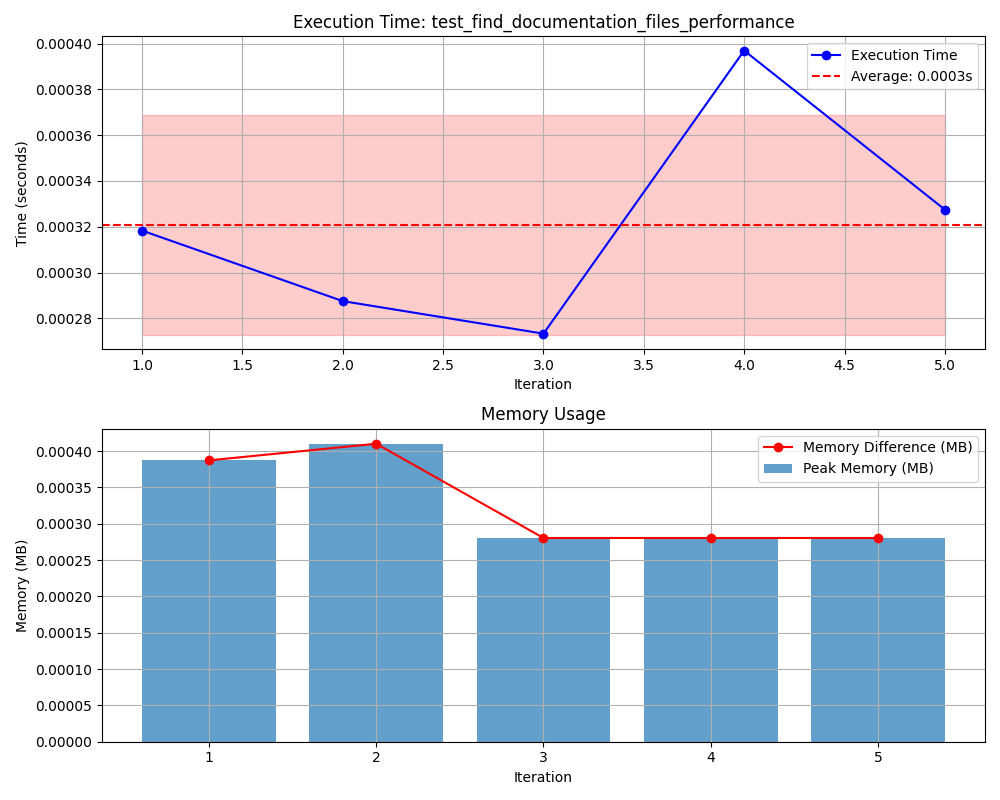 Execution Time: test_find_documentation_files_performance
Time (seconds)
0.00040
0.00038
0.00036
0.00034
0.00032
0.00030
0.00028
Execution Time
Average: 0.0003s
1.0 1.5 2.0 2.5 3.0 3.5 4.0 4.5 5.0
Iteration
Memory Usage
Memory (MB)
0.00040
0.00035
0.00030
0.00025
0.00020
0.00015
0.00010
0.00005
0.00000
Memory Difference (MB)
Peak Memory (MB)
1 2 3 4 5
Iteration